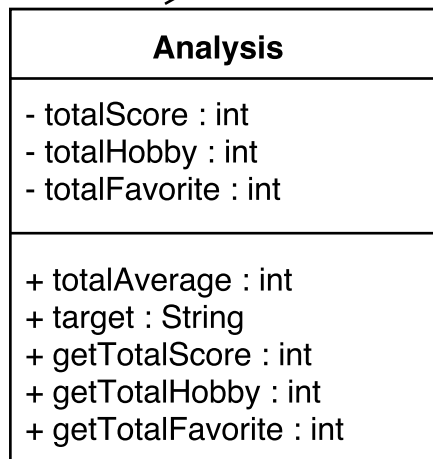 Analysis
- totalScore : int
- totalHobby : int
- totalFavorite : int
+ totalAverage : int
+ target : String
+ getTotalScore : int
+ getTotalHobby : int
+ getTotalFavorite : int